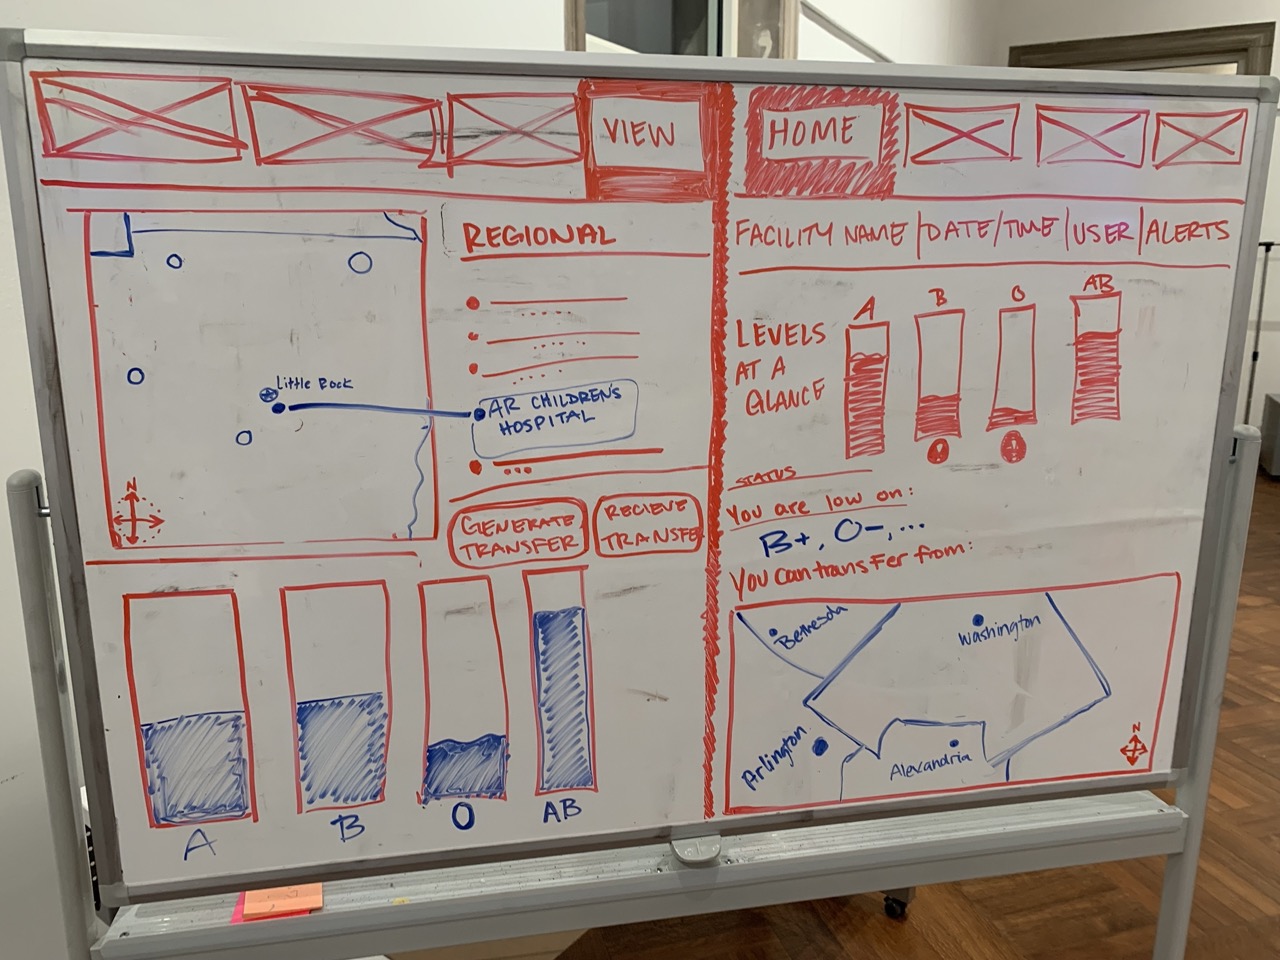 VIEW
REGIONAL
Little Rock
AR CHILDREN'S
HOSPITAL
N
GENERATE
TRANSFER
RECIEVE
TRANSFER
A
B
O
AB
HOME
FACILITY NAME | DATE/TIME | USER | ALERTS
LEVELS
AT A
GLANCE
A
B
O
AB
!
!
STATUS
You are low on:
B+, O-, ...
You can transfer from:
Bethesda
Washington
Arlington
Alexandria
N